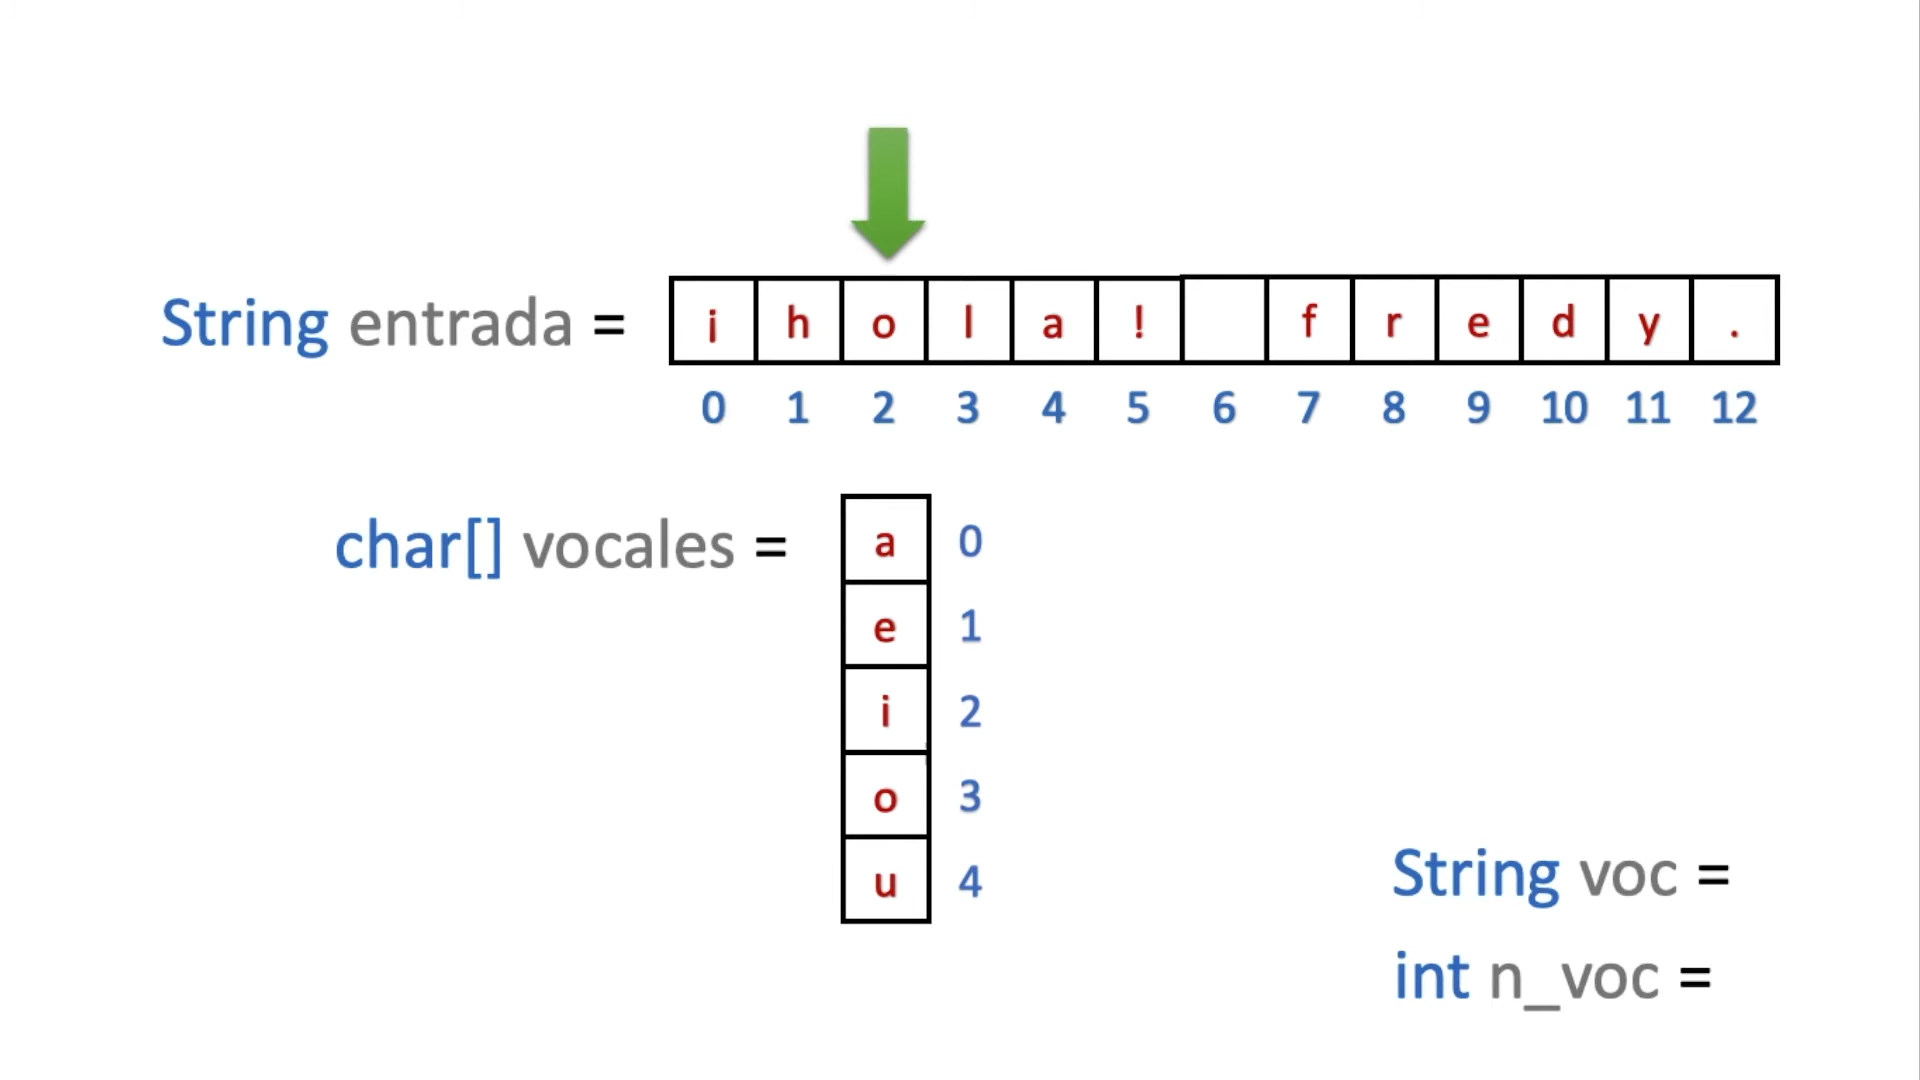 String entrada = ¡ h o l a !   f r e d y .
0 1 2 3 4 5 6 7 8 9 10 11 12
char[] vocales = a 0
e 1
i 2
o 3
u 4
String voc =
int n_voc =